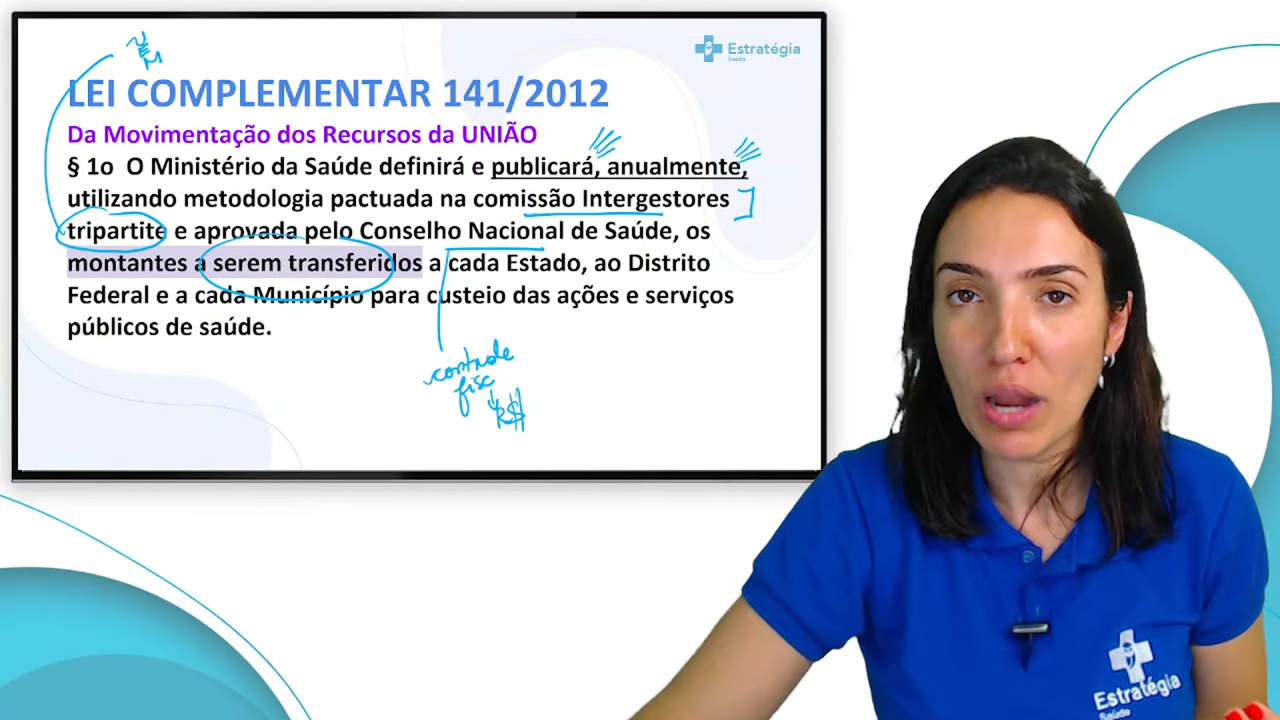 Estratégia
Saúde
LEI COMPLEMENTAR 141/2012
Da Movimentação dos Recursos da UNIÃO
§ 1o O Ministério da Saúde definirá e publicará, anualmente,
utilizando metodologia pactuada na comissão Intergestores
tripartite e aprovada pelo Conselho Nacional de Saúde, os
montantes a serem transferidos a cada Estado, ao Distrito
Federal e a cada Município para custeio das ações e serviços
públicos de saúde.
controle
fisc
R$
Estratégia
Saúde